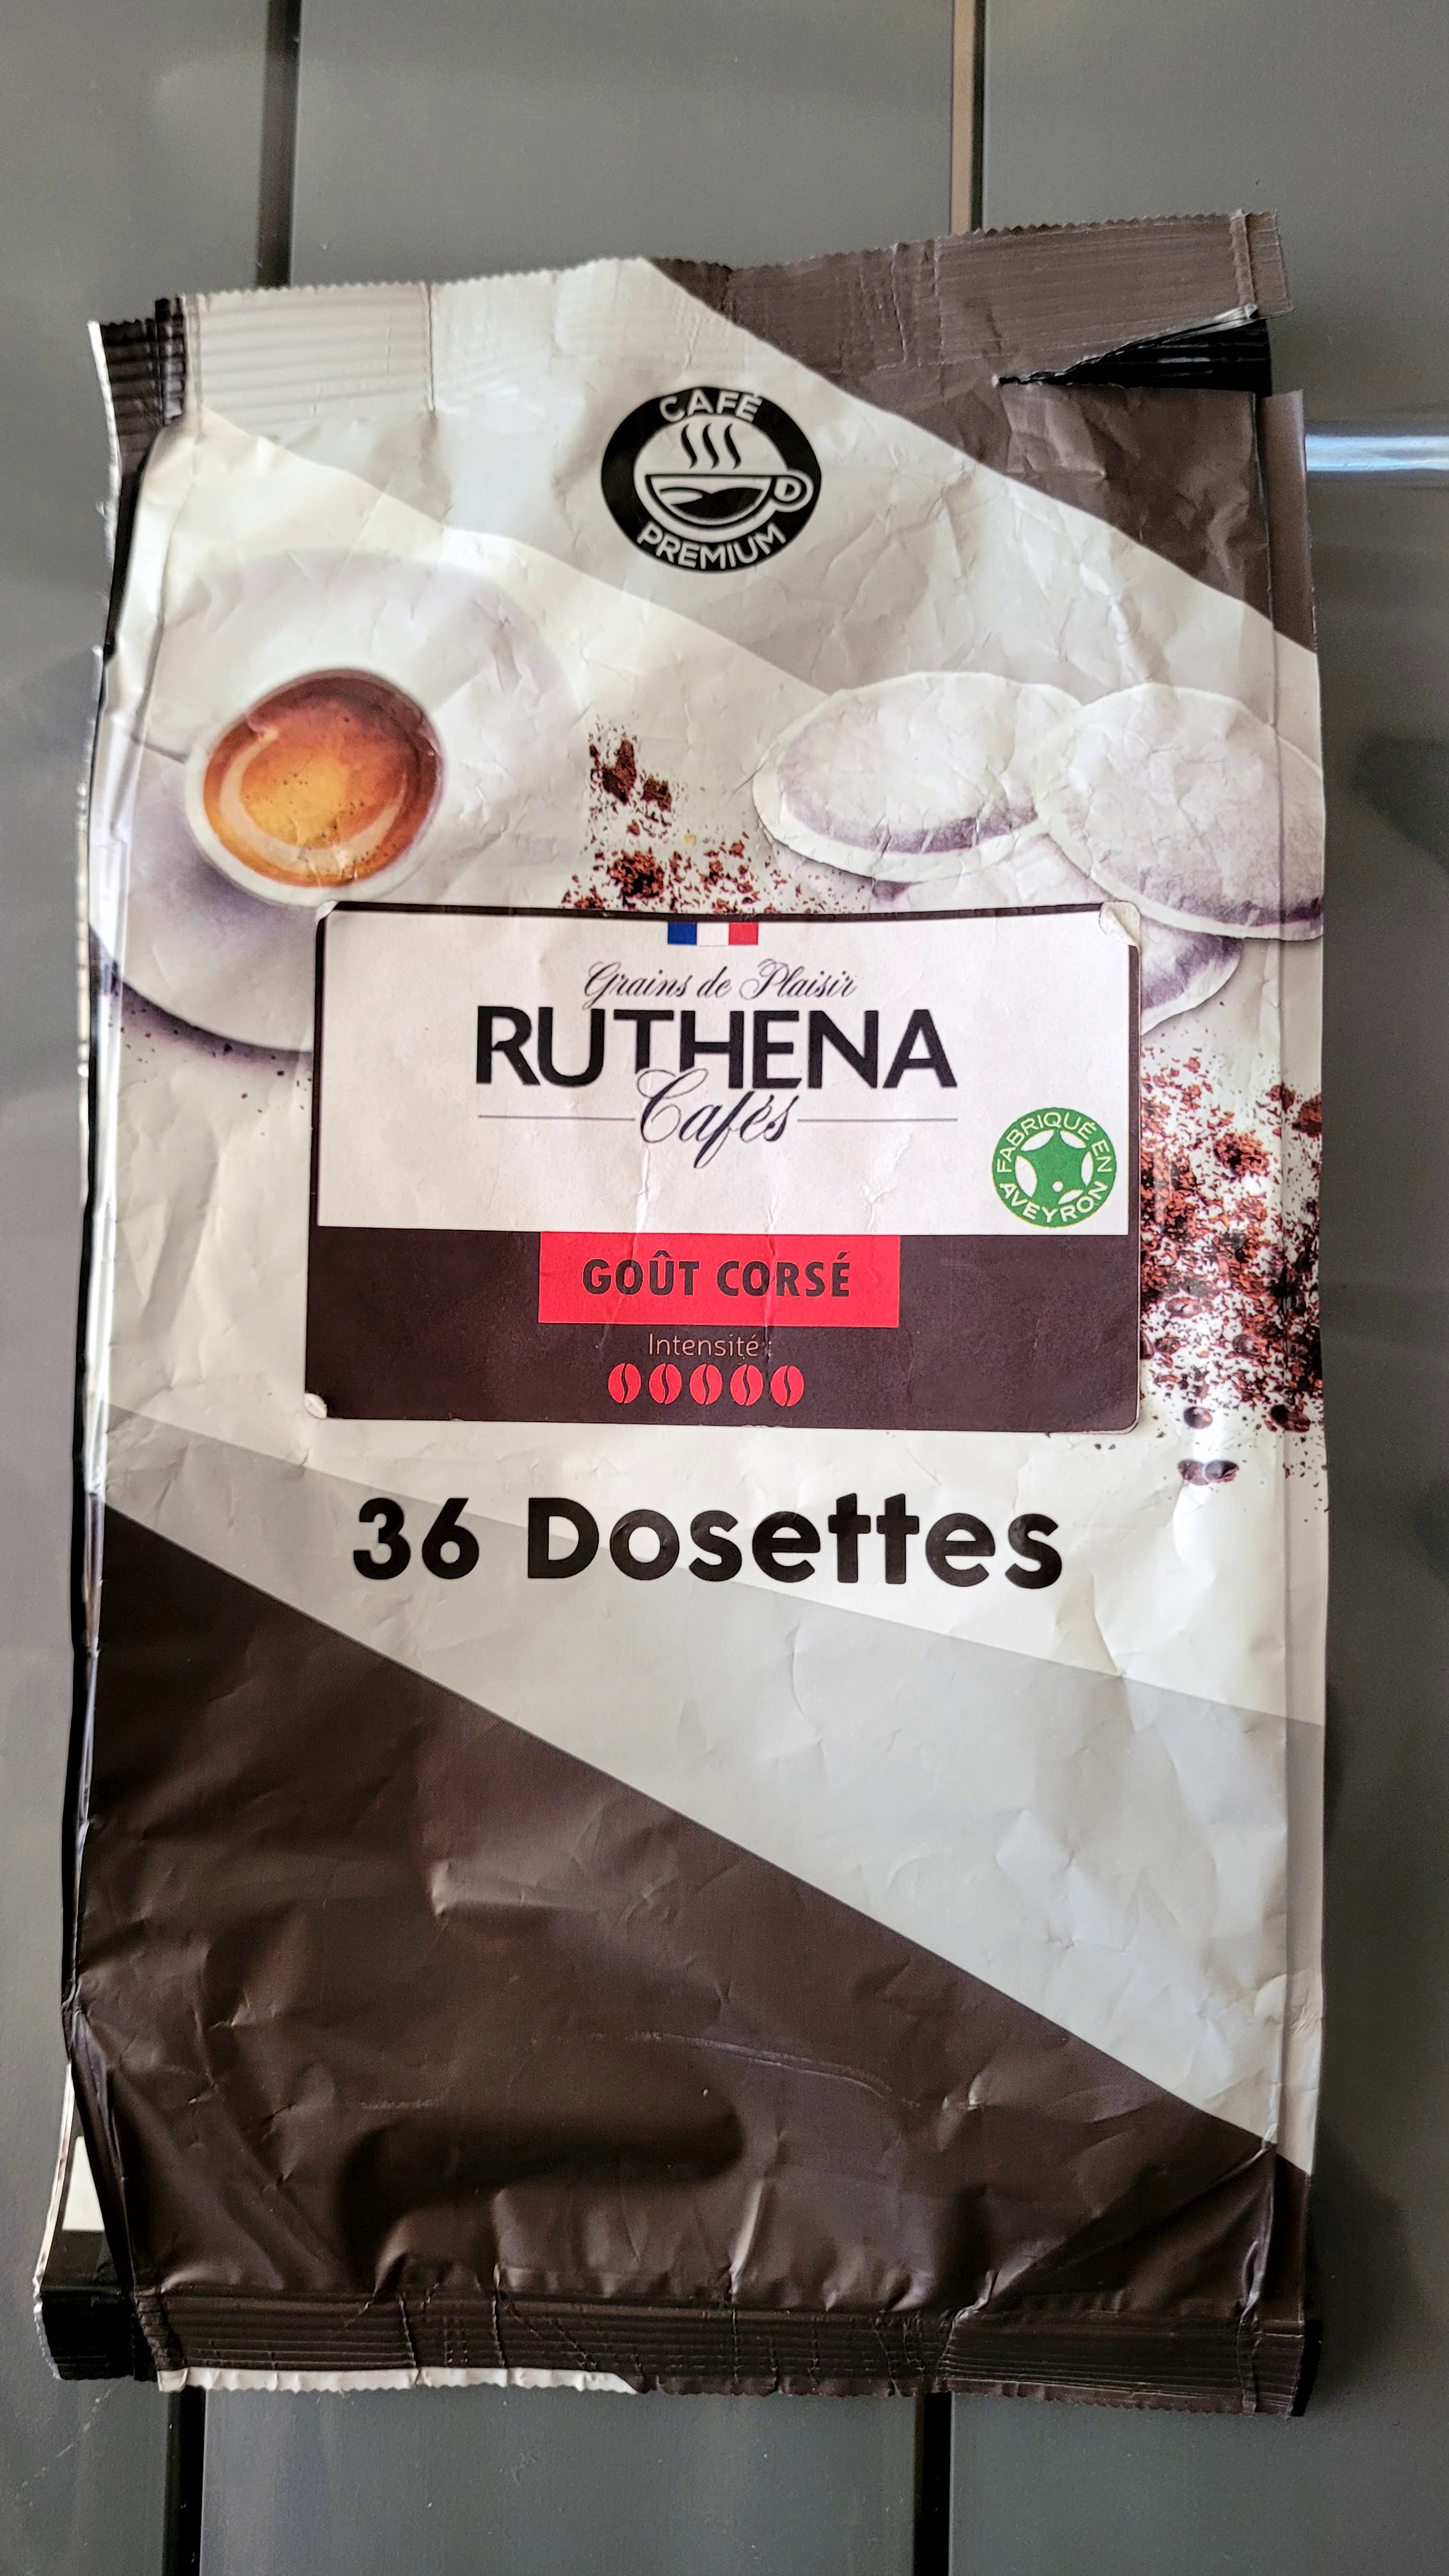 CAFÉ
PREMIUM
Grains de Plaisir
RUTHENA
Cafés
FABRIQUÉ EN
AVEYRON
GOÛT CORSÉ
Intensité :
36 Dosettes